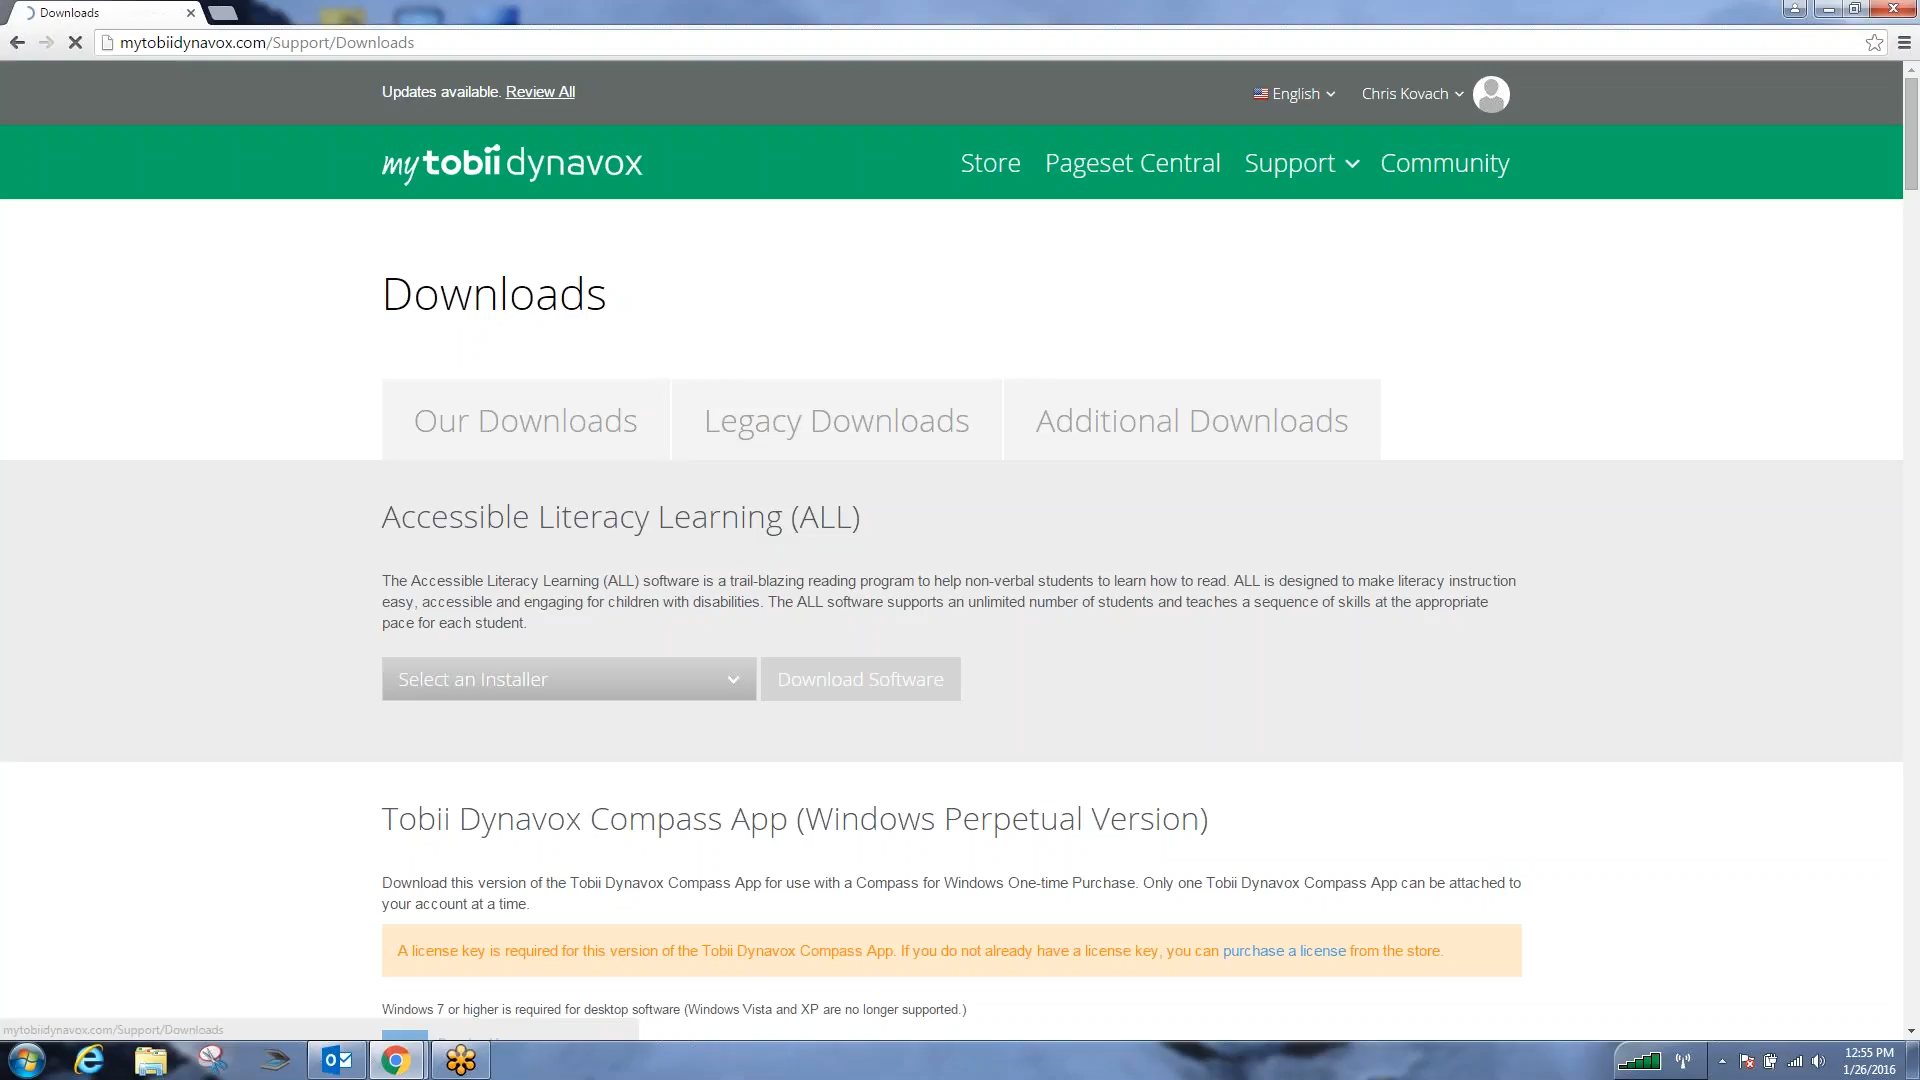 Downloads
mytobiidynavox.com/Support/Downloads
Updates available. Review All
English
Chris Kovach
my tobii dynavox
Store
Pageset Central
Support
Community
Downloads
Our Downloads
Legacy Downloads
Additional Downloads
Accessible Literacy Learning (ALL)
The Accessible Literacy Learning (ALL) software is a trail-blazing reading program to help non-verbal students to learn how to read. ALL is designed to make literacy instruction
easy, accessible and engaging for children with disabilities. The ALL software supports an unlimited number of students and teaches a sequence of skills at the appropriate
pace for each student.
Select an Installer
Download Software
Tobii Dynavox Compass App (Windows Perpetual Version)
Download this version of the Tobii Dynavox Compass App for use with a Compass for Windows One-time Purchase. Only one Tobii Dynavox Compass App can be attached to
your account at a time.
A license key is required for this version of the Tobii Dynavox Compass App. If you do not already have a license key, you can purchase a license from the store.
Windows 7 or higher is required for desktop software (Windows Vista and XP are no longer supported.)
mytobiidynavox.com/Support/Downloads
12:55 PM
1/26/2016